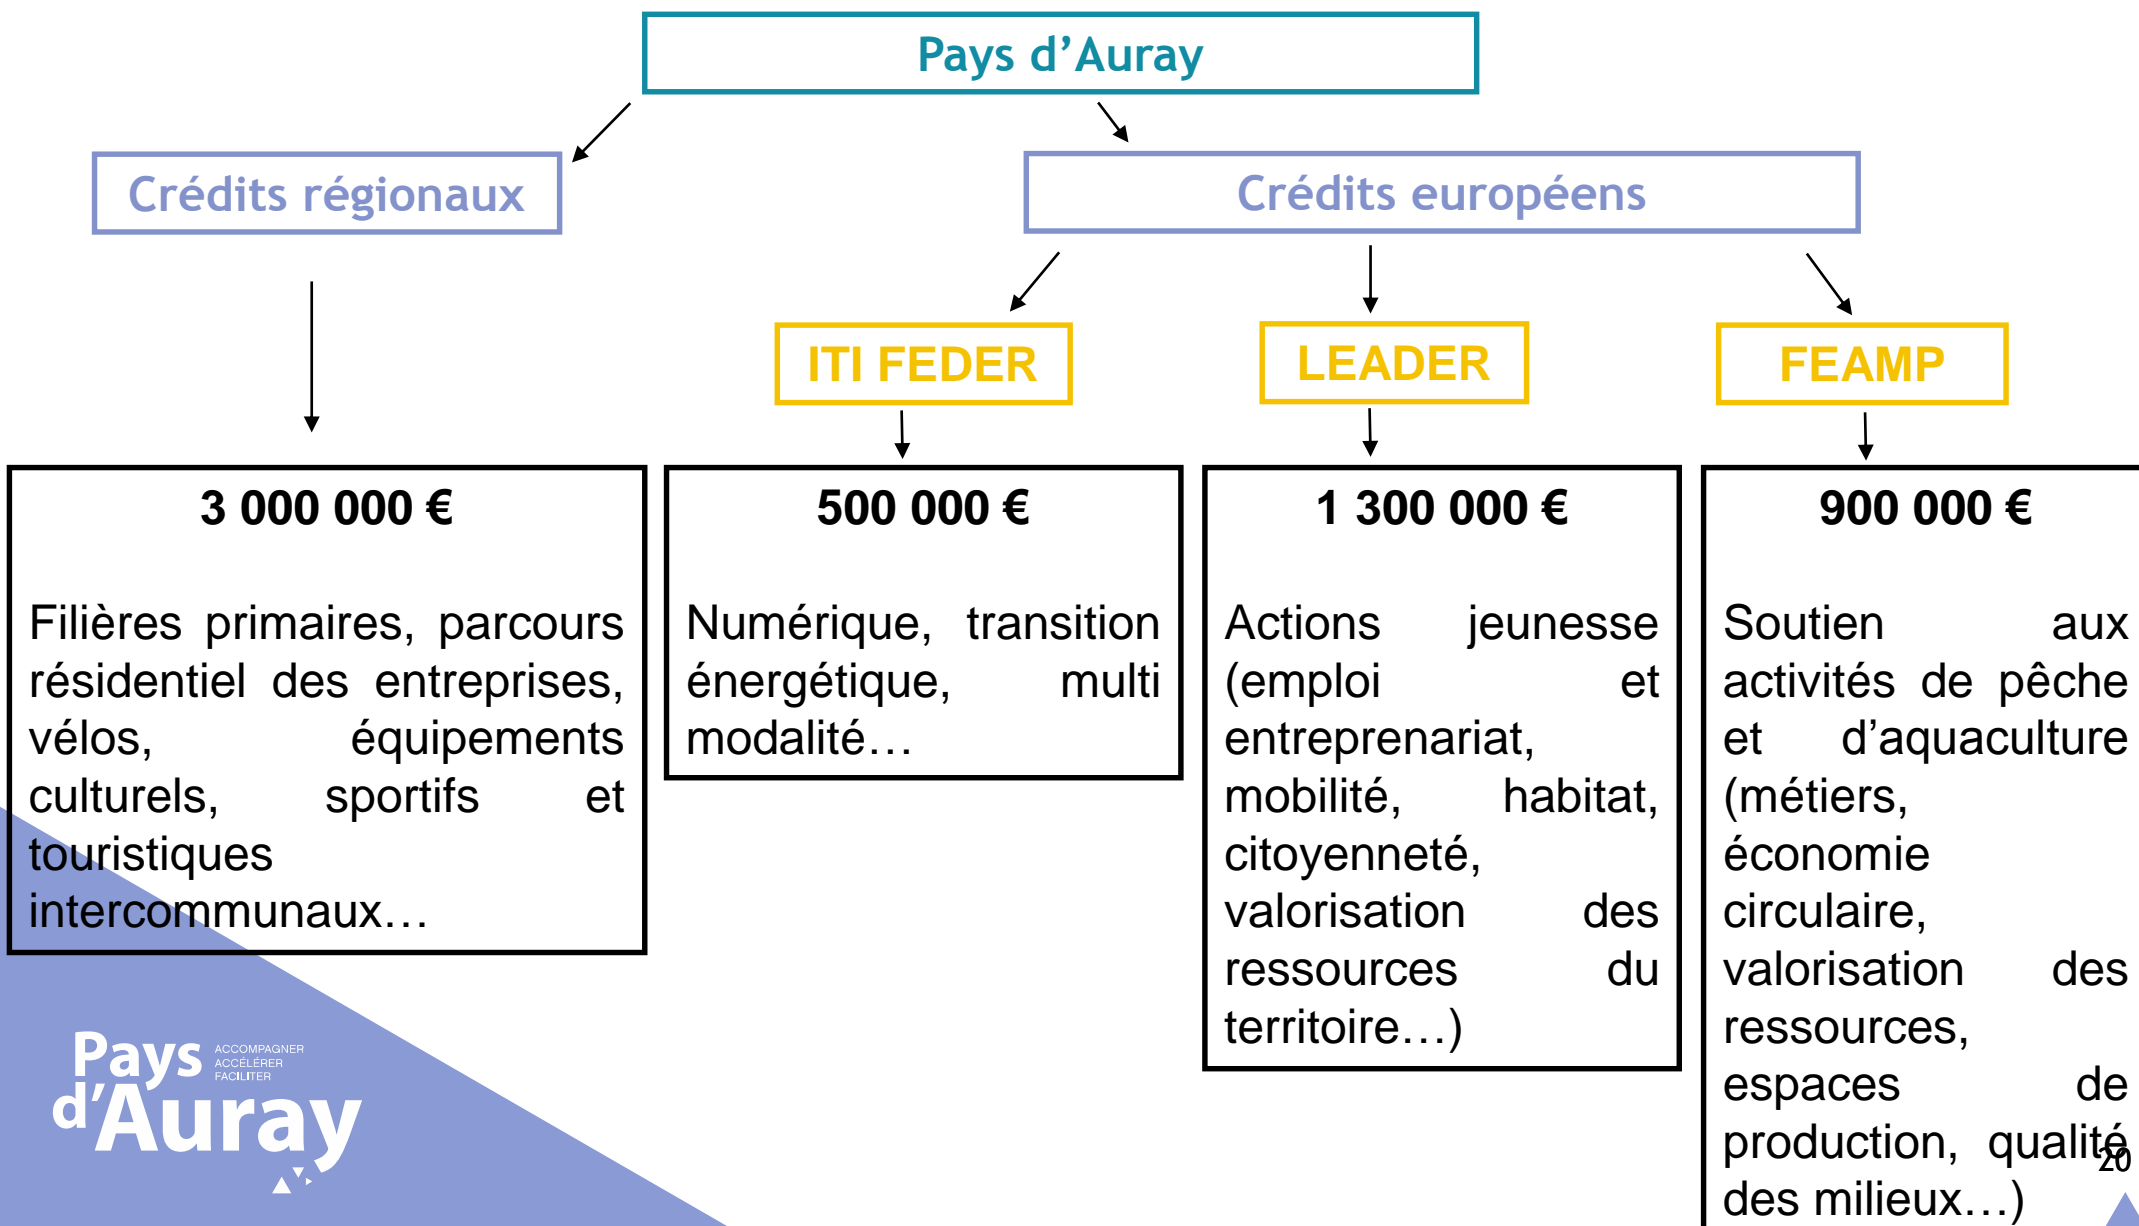 Pays d’Auray
Crédits régionaux
Crédits européens
ITI FEDER
LEADER
FEAMP
3 000 000 €
Filières primaires, parcours
résidentiel des entreprises,
vélos, équipements
culturels, sportifs et
touristiques
intercommunaux…
500 000 €
Numérique, transition
énergétique, multi
modalité…
1 300 000 €
Actions jeunesse
(emploi et
entreprenariat,
mobilité, habitat,
citoyenneté,
valorisation des
ressources du
territoire…)
900 000 €
Soutien aux
activités de pêche
et d’aquaculture
(métiers,
économie
circulaire,
valorisation des
ressources,
espaces de
production, qualité
des milieux…)
Pays
d’Auray
ACCOMPAGNER
ACCÉLÉRER
FACILITER
20